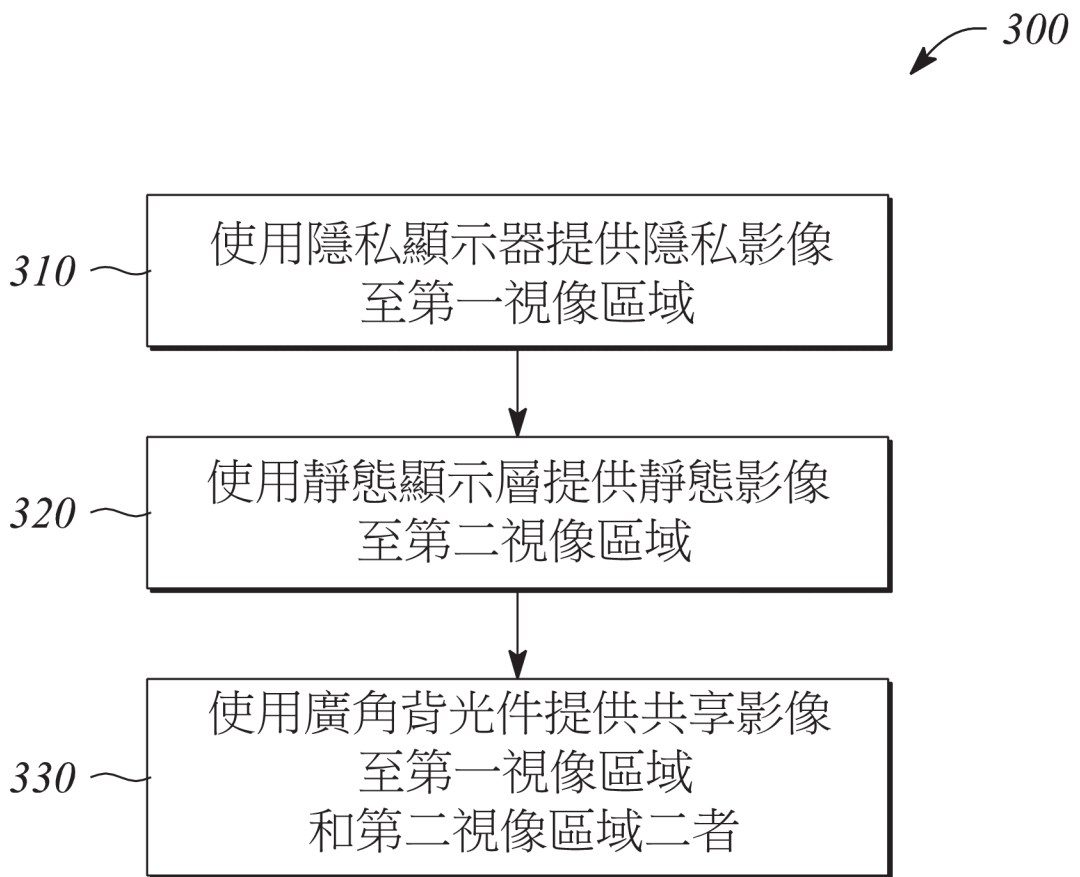 300
310
使用隱私顯示器提供隱私影像
至第一視像區域
320
使用靜態顯示層提供靜態影像
至第二視像區域
330
使用廣角背光件提供共享影像
至第一視像區域
和第二視像區域二者